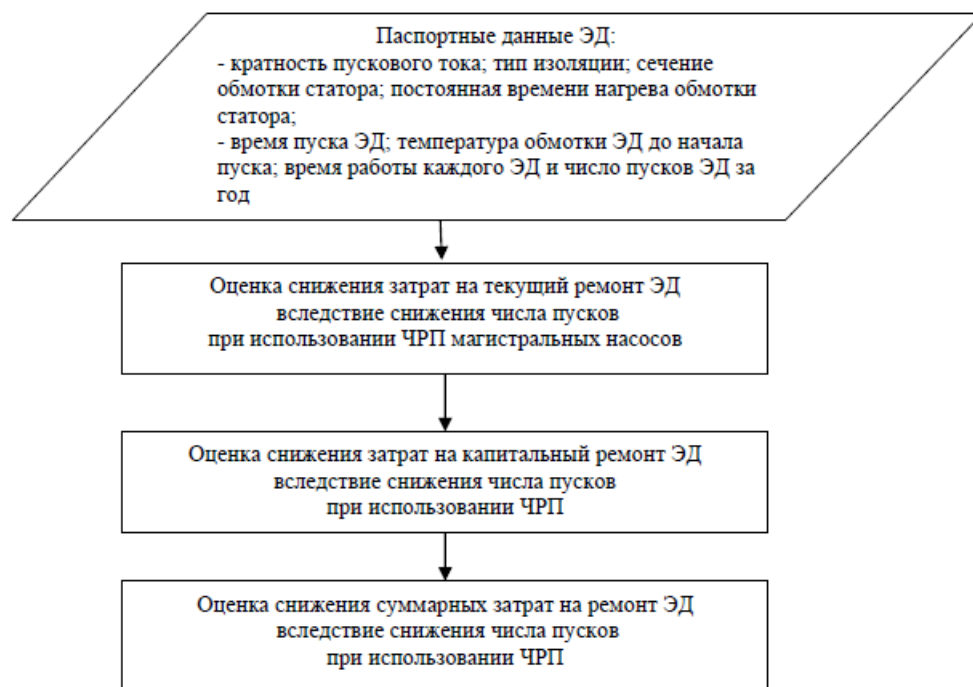 Паспортные данные ЭД:
- кратность пускового тока; тип изоляции; сечение
обмотки статора; постоянная времени нагрева обмотки
статора;
- время пуска ЭД; температура обмотки ЭД до начала
пуска; время работы каждого ЭД и число пусков ЭД за
год
Оценка снижения затрат на текущий ремонт ЭД
вследствие снижения числа пусков
при использовании ЧРП магистральных насосов
Оценка снижения затрат на капитальный ремонт ЭД
вследствие снижения числа пусков
при использовании ЧРП
Оценка снижения суммарных затрат на ремонт ЭД
вследствие снижения числа пусков
при использовании ЧРП